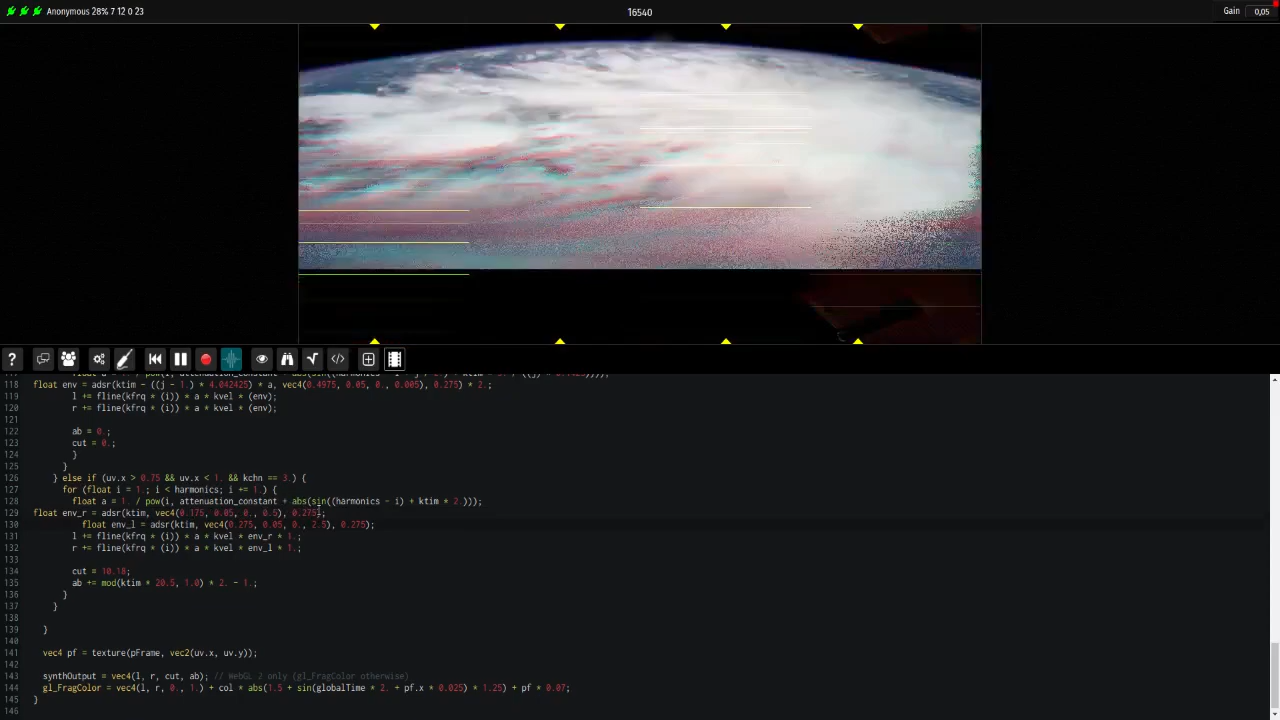 Anonymous 28% 7 12 0 23
16540
Gain 0,05
118 float env = adsr(ktim - ((j - 1.) * 4.042425) * a, vec4(0.4975, 0.05, 0., 0.005), 0.275) * 2.;
119 l += fline(kfrq * (i)) * a * kvel * (env);
120 r += fline(kfrq * (i)) * a * kvel * (env);
121
122 ab = 0.;
123 cut = 0.;
124 }
125 }
126 } else if (uv.x > 0.75 && uv.x < 1. && kchn == 3.) {
127 for (float i = 1.; i < harmonics; i += 1.) {
128 float a = 1. / pow(i, attenuation_constant + abs(sin((harmonics - i) + ktim * 2.)));
129 float env_r = adsr(ktim, vec4(0.175, 0.05, 0., 0.5), 0.275);
130 float env_l = adsr(ktim, vec4(0.275, 0.05, 0., 2.5), 0.275);
131 l += fline(kfrq * (i)) * a * kvel * env_r * 1.;
132 r += fline(kfrq * (i)) * a * kvel * env_l * 1.;
133
134 cut = 10.18;
135 ab += mod(ktim * 20.5, 1.0) * 2. - 1.;
136 }
137 }
138
139 }
140
141 vec4 pf = texture(pFrame, vec2(uv.x, uv.y));
142
143 synthOutput = vec4(l, r, cut, ab); // WebGL 2 only (gl_FragColor otherwise)
144 gl_FragColor = vec4(l, r, 0., 1.) + col * abs(1.5 + sin(globalTime * 2. + pf.x * 0.025) * 1.25) + pf * 0.07;
145 }
146